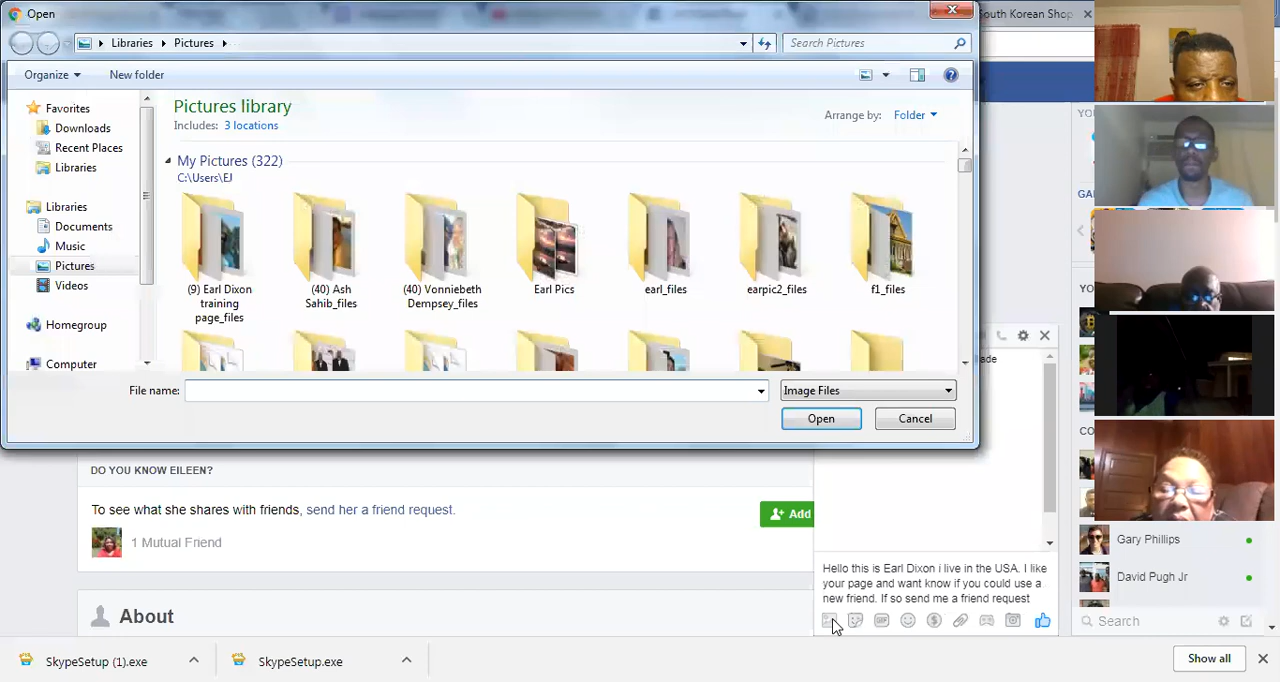 Open
South Korean Shop
Libraries
Pictures
Search Pictures
Organize
New folder
Favorites
Downloads
Recent Places
Libraries
Libraries
Documents
Music
Pictures
Videos
Homegroup
Computer
Pictures library
Includes: 3 locations
Arrange by: Folder
My Pictures (322)
C:\Users\EJ
(9) Earl Dixon training page_files
(40) Ash Sahib_files
(40) Vonniebeth Dempsey_files
Earl Pics
earl_files
earpic2_files
f1_files
File name:
Image Files
Open
Cancel
DO YOU KNOW EILEEN?
To see what she shares with friends, send her a friend request.
Add
1 Mutual Friend
About
ade
Hello this is Earl Dixon i live in the USA. I like
your page and want know if you could use a
new friend. If so send me a friend request
GIF
YO
GA
YO
CO
Gary Phillips
David Pugh Jr
Search
SkypeSetup (1).exe
SkypeSetup.exe
Show all